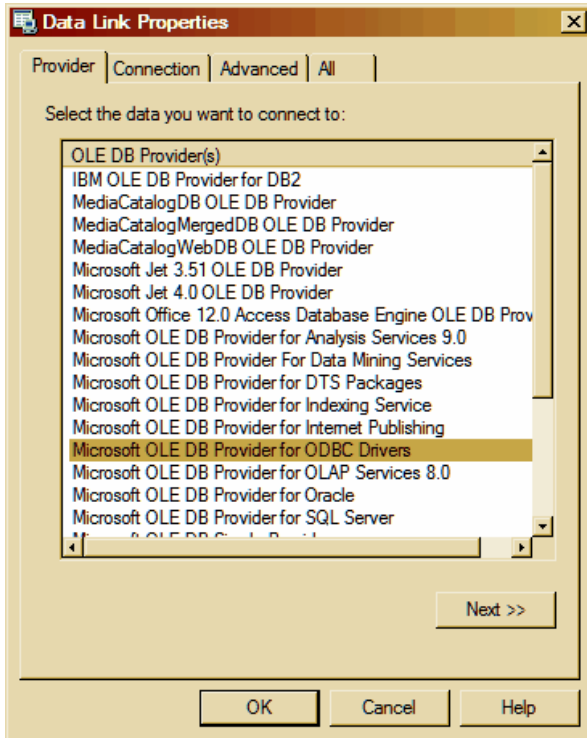 Data Link Properties
Provider
Connection
Advanced
All
Select the data you want to connect to:
OLE DB Provider(s)
IBM OLE DB Provider for DB2
MediaCatalogDB OLE DB Provider
MediaCatalogMergedDB OLE DB Provider
MediaCatalogWebDB OLE DB Provider
Microsoft Jet 3.51 OLE DB Provider
Microsoft Jet 4.0 OLE DB Provider
Microsoft Office 12.0 Access Database Engine OLE DB Prov
Microsoft OLE DB Provider for Analysis Services 9.0
Microsoft OLE DB Provider For Data Mining Services
Microsoft OLE DB Provider for DTS Packages
Microsoft OLE DB Provider for Indexing Service
Microsoft OLE DB Provider for Internet Publishing
Microsoft OLE DB Provider for ODBC Drivers
Microsoft OLE DB Provider for OLAP Services 8.0
Microsoft OLE DB Provider for Oracle
Microsoft OLE DB Provider for SQL Server
Next >>
OK
Cancel
Help